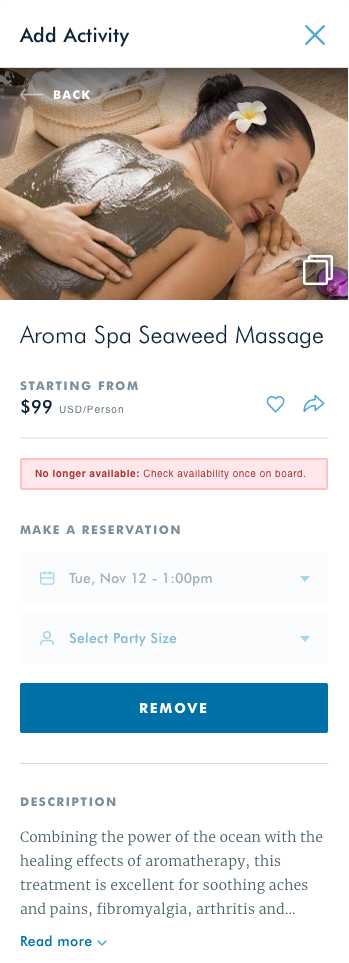 Add Activity
BACK
Aroma Spa Seaweed Massage
STARTING FROM
$99 USD/Person
No longer available: Check availability once on board.
MAKE A RESERVATION
Tue, Nov 12 - 1:00pm
Select Party Size
REMOVE
DESCRIPTION
Combining the power of the ocean with the
healing effects of aromatherapy, this
treatment is excellent for soothing aches
and pains, fibromyalgia, arthritis and...
Read more